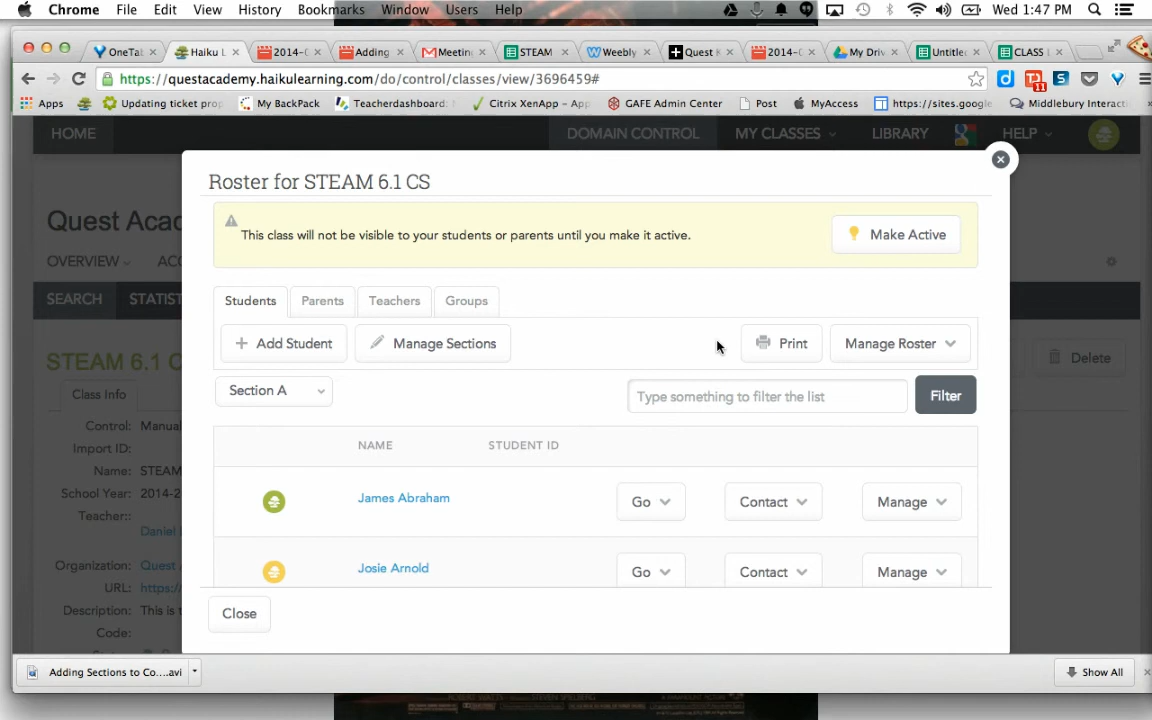 Chrome File Edit View History Bookmarks Window Users Help Wed 1:47 PM
OneTab Haiku L 2014-( Adding Meetin STEAM Weebly Quest 2014-( My Driv Untitle CLASS
https://questacademy.haikulearning.com/do/control/classes/view/3696459#
11
Apps Updating ticket prop My BackPack Teacherdashboard: Citrix XenApp – App GAFE Admin Center Post MyAccess https://sites.google Middlebury Interacti
HOME DOMAIN CONTROL MY CLASSES LIBRARY HELP
Roster for STEAM 6.1 CS
Quest Aca
This class will not be visible to your students or parents until you make it active. Make Active
OVERVIEW ACC
SEARCH STATIST
Students Parents Teachers Groups
+ Add Student Manage Sections Print Manage Roster
STEAM 6.1 C Delete
Class Info
Section A Type something to filter the list Filter
Control: Manual
Import ID:
NAME STUDENT ID
Name: STEAM
School Year: 2014-2
Teacher::
James Abraham Go Contact Manage
Daniel
Organization: Quest
Josie Arnold Go Contact Manage
URL: https:/
Description: This is t
Close
Code:
Adding Sections to Co....avi Show All